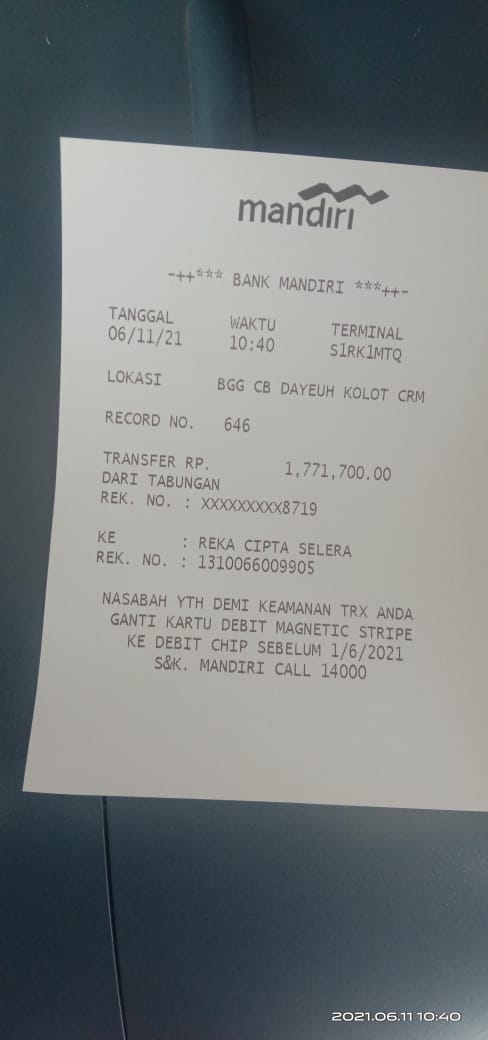 mandiri
-++*** BANK MANDIRI ***++-
TANGGAL WAKTU TERMINAL
06/11/21 10:40 S1RK1MTQ
LOKASI BGG CB DAYEUH KOLOT CRM
RECORD NO. 646
TRANSFER RP. 1,771,700.00
DARI TABUNGAN
REK. NO. : XXXXXXXXX8719
KE : REKA CIPTA SELERA
REK. NO. : 1310066009905
NASABAH YTH DEMI KEAMANAN TRX ANDA
GANTI KARTU DEBIT MAGNETIC STRIPE
KE DEBIT CHIP SEBELUM 1/6/2021
S&K. MANDIRI CALL 14000
2021.06.11 10:40